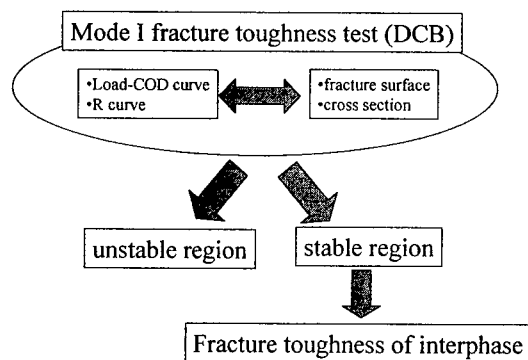 Mode I fracture toughness test (DCB)
•Load-COD curve
•R curve
•fracture surface
•cross section
unstable region
stable region
Fracture toughness of interphase